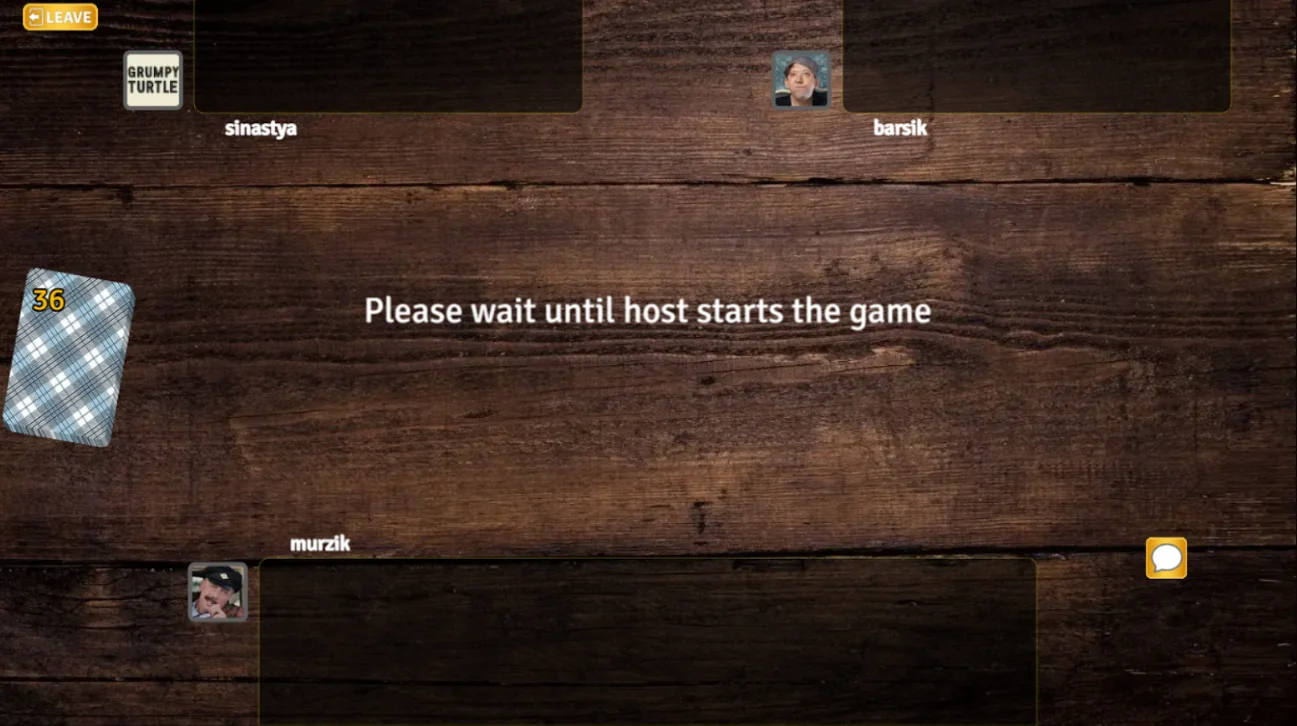 LEAVE
GRUMPY
TURTLE
sinastya
barsik
36
Please wait until host starts the game
murzik